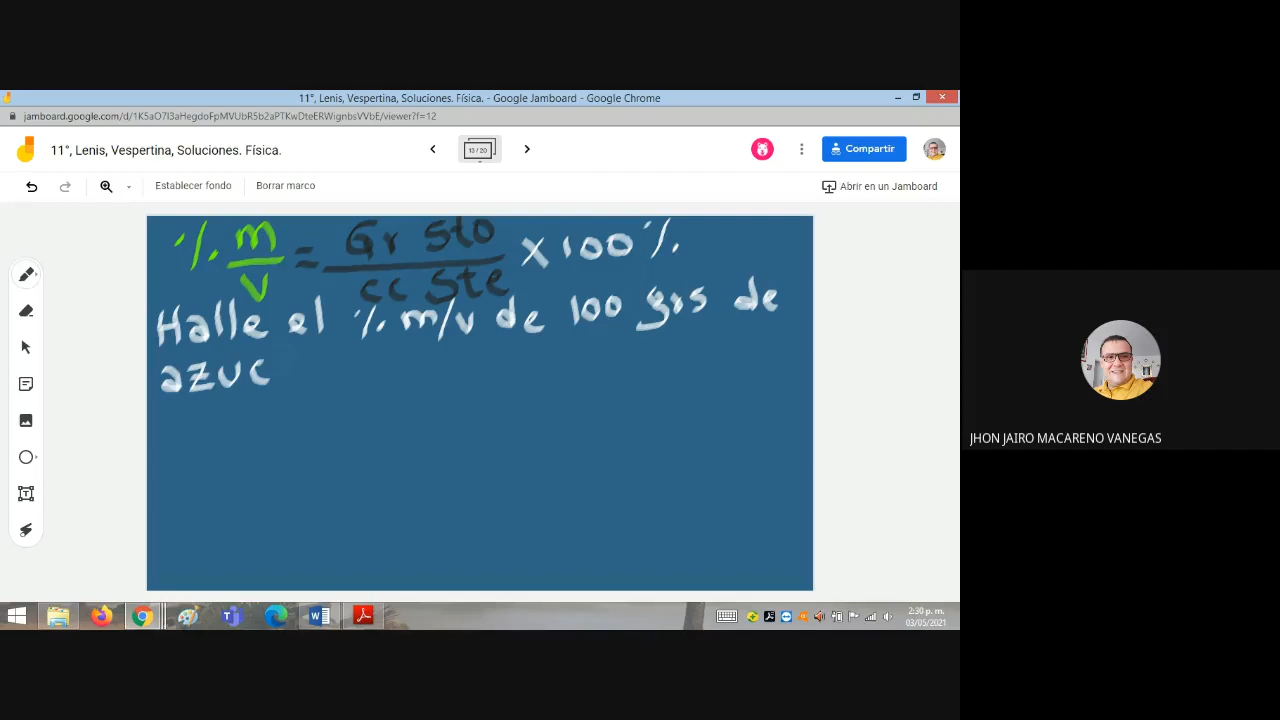 11°, Lenis, Vespertina, Soluciones. Física. - Google Jamboard - Google Chrome
jamboard.google.com/d/1K5aO7I3aHegdoFpMVUbR5b2aPTKwDteERWignbsVVbE/viewer?f=12
11°, Lenis, Vespertina, Soluciones. Física.
13 / 20
Compartir
Establecer fondo
Borrar marco
Abrir en un Jamboard
% m/V = Gr Sto / cc Ste X 100 %
Halle el % m/v de 100 grs de
azuc
JHON JAIRO MACARENO VANEGAS
2:30 p. m.
03/05/2021